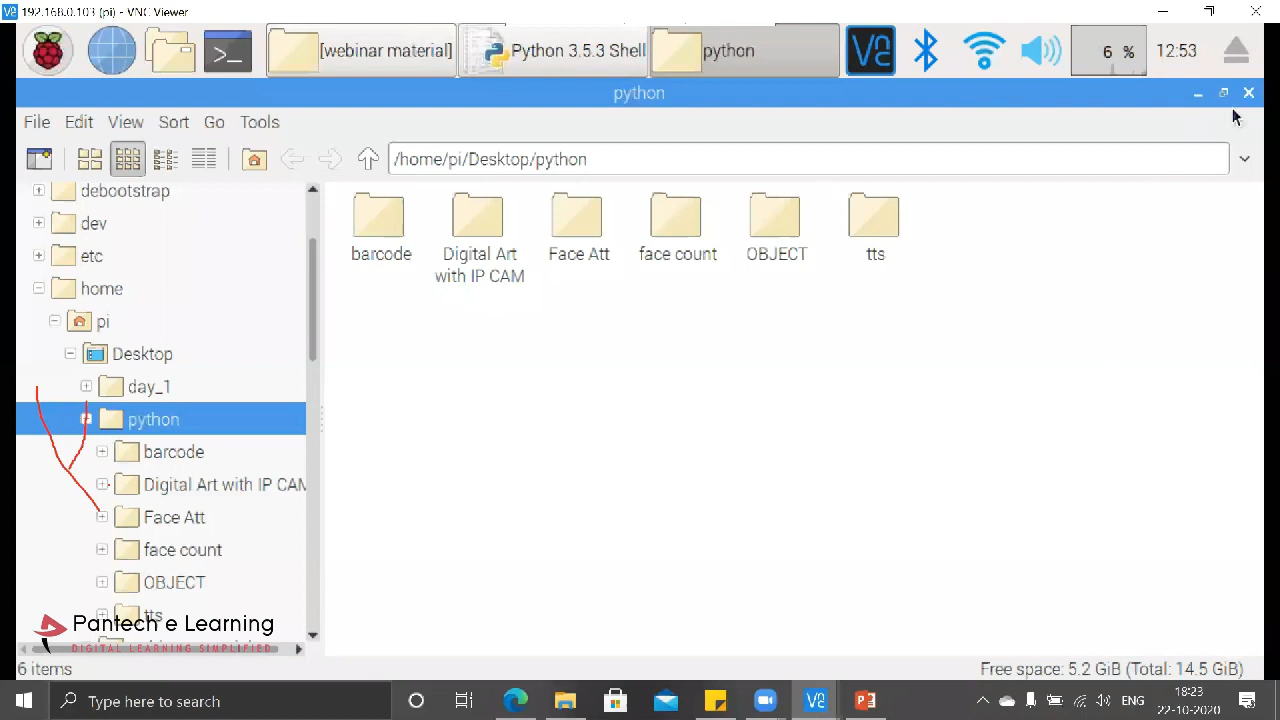 192.168.0.103 (pi) - VNC Viewer
[webinar material]
Python 3.5.3 Shell
python
6 %
12:53
python
File Edit View Sort Go Tools
/home/pi/Desktop/python
debootstrap
dev
etc
home
pi
Desktop
day_1
python
barcode
Digital Art with IP CAM
Face Att
face count
OBJECT
tts
barcode
Digital Art
with IP CAM
Face Att
face count
OBJECT
tts
Pantech e Learning
DIGITAL LEARNING SIMPLIFIED
6 items
Free space: 5.2 GiB (Total: 14.5 GiB)
Type here to search
ENG
18:23
22-10-2020